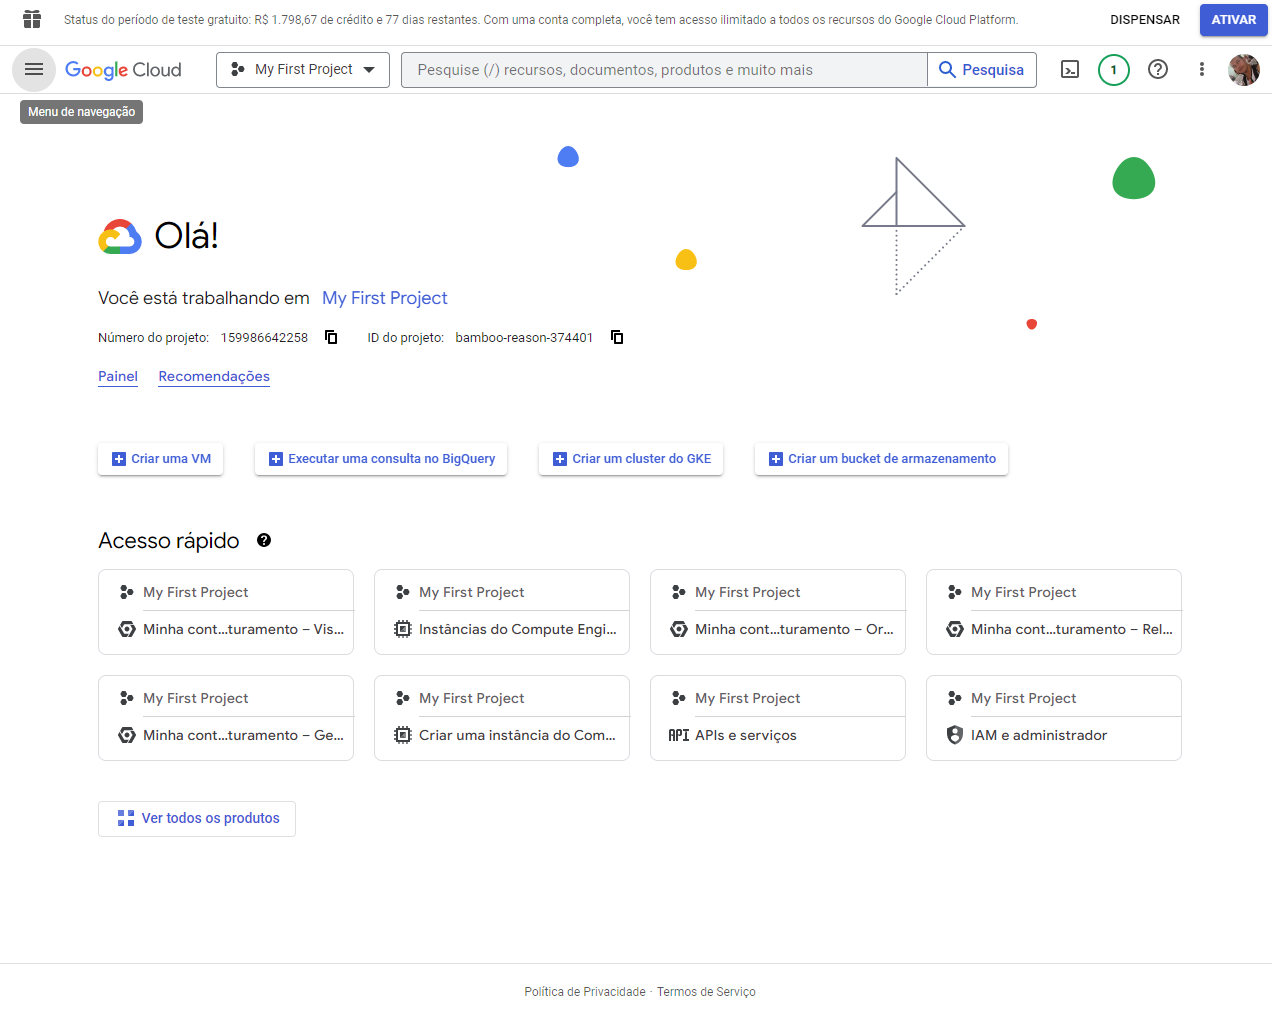 Status do período de teste gratuito: R$ 1.798,67 de crédito e 77 dias restantes. Com uma conta completa, você tem acesso ilimitado a todos os recursos do Google Cloud Platform.
DISPENSAR
ATIVAR
Google Cloud
My First Project
Pesquise (/) recursos, documentos, produtos e muito mais
Pesquisa
1
Menu de navegação
Olá!
Você está trabalhando em My First Project
Número do projeto: 159986642258
ID do projeto: bamboo-reason-374401
Painel
Recomendações
Criar uma VM
Executar uma consulta no BigQuery
Criar um cluster do GKE
Criar um bucket de armazenamento
Acesso rápido
My First Project
Minha cont...turamento – Vis...
My First Project
Instâncias do Compute Engi...
My First Project
Minha cont...turamento – Or...
My First Project
Minha cont...turamento – Rel...
My First Project
Minha cont...turamento – Ge...
My First Project
Criar uma instância do Com...
My First Project
API APIs e serviços
My First Project
IAM e administrador
Ver todos os produtos
Política de Privacidade · Termos de Serviço